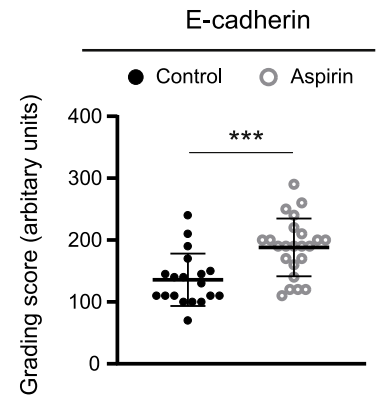 E-cadherin
Control
Aspirin
Grading score (arbitary units)
400
300
200
100
0
***